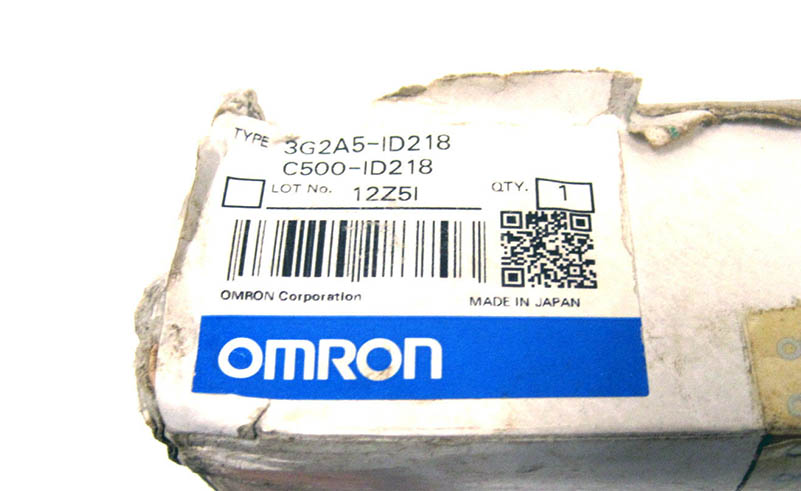 TYPE 3G2A5-ID218
C500-ID218
LOT No. 12Z5I QTY. 1
OMRON Corporation MADE IN JAPAN
OMRON